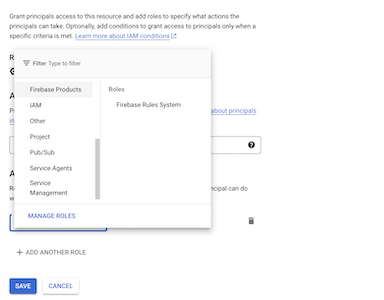 Grant principals access to this resource and add roles to specify what actions the
principals can take. Optionally, add conditions to grant access to principals only when a
specific criteria is met. Learn more about IAM conditions
R
Filter Type to filter
Firebase Products
IAM
Other
Project
Pub/Sub
Service Agents
Service
Management
Roles
Firebase Rules System
MANAGE ROLES
A
P
about principals
A
R
ncipal can do
w
ADD ANOTHER ROLE
SAVE
CANCEL